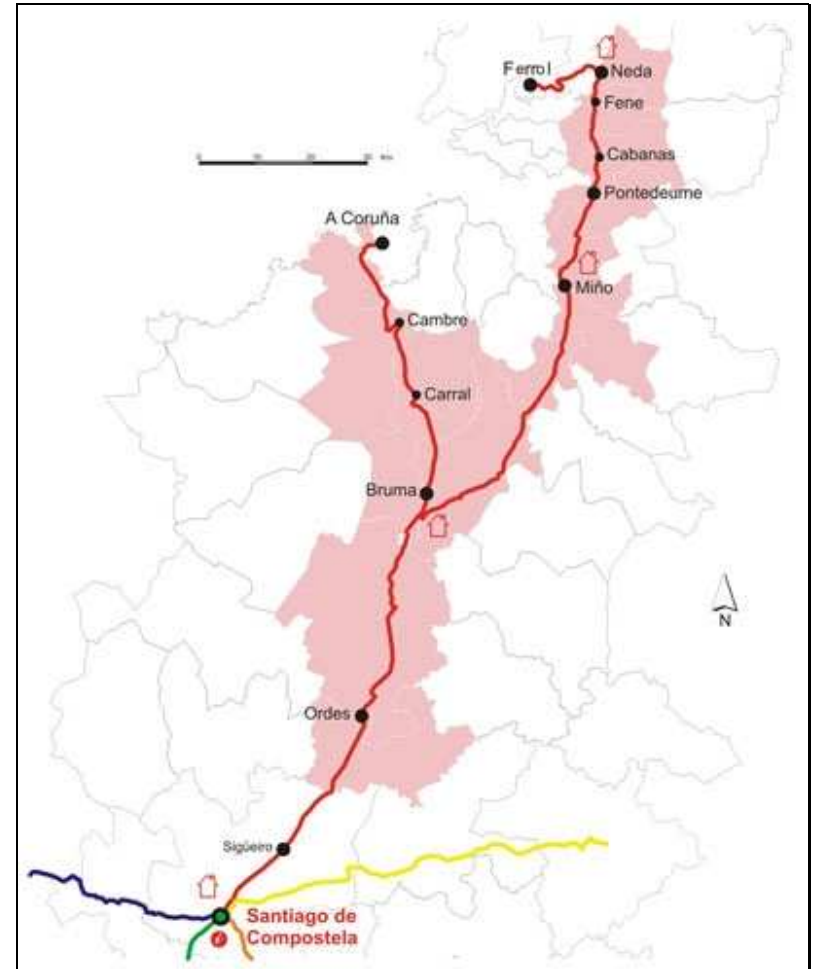 Ferrol
Neda
Fene
Cabanas
Pontedeume
A Coruña
Miño
Cambre
Carral
Bruma
N
Ordes
Sigüeiro
Santiago de
Compostela